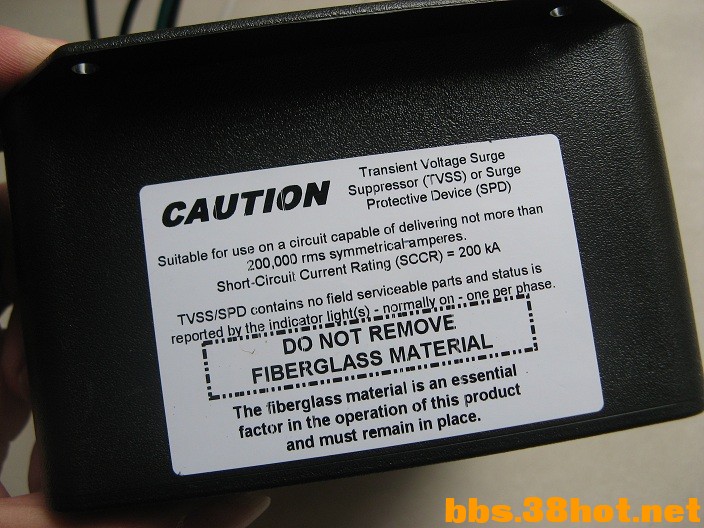 CAUTION
Transient Voltage Surge
Suppressor (TVSS) or Surge
Protective Device (SPD)
Suitable for use on a circuit capable of delivering not more than
200,000 rms symmetrical amperes.
Short-Circuit Current Rating (SCCR) = 200 kA
TVSS/SPD contains no field serviceable parts and status is
reported by the indicator light(s) - normally on - one per phase.
DO NOT REMOVE
FIBERGLASS MATERIAL
The fiberglass material is an essential
factor in the operation of this product
and must remain in place.
bbs.38hot.net